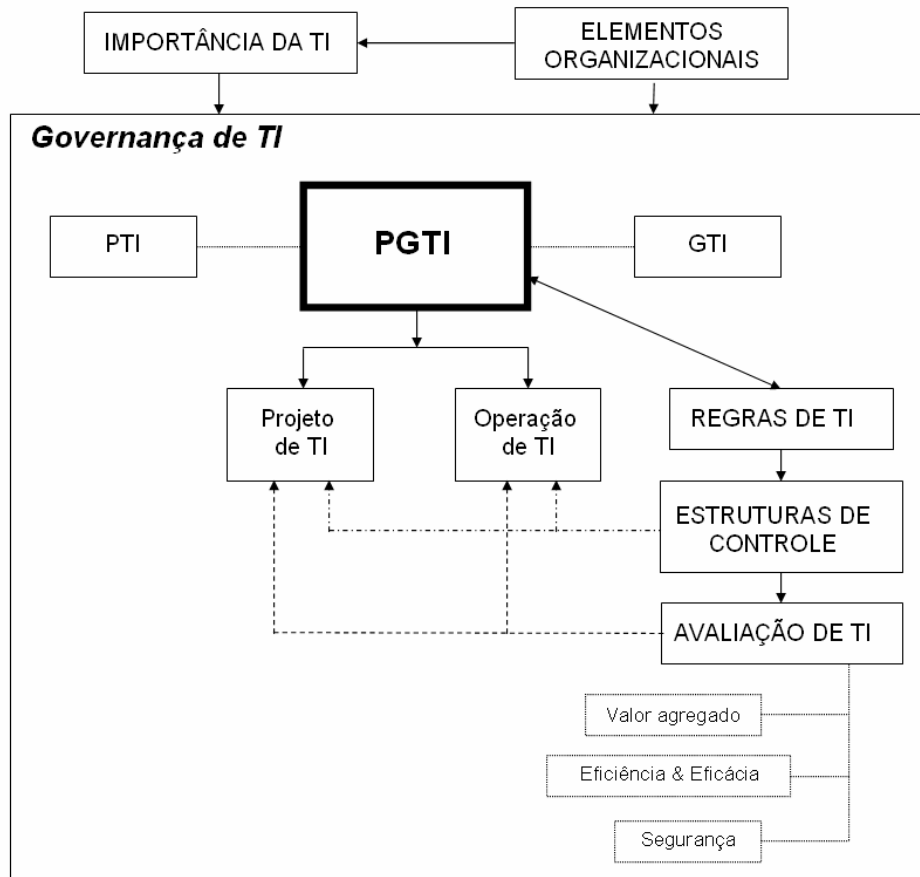 IMPORTÂNCIA DA TI
ELEMENTOS
ORGANIZACIONAIS
Governança de TI
PTI
PGTI
GTI
Projeto
de TI
Operação
de TI
REGRAS DE TI
ESTRUTURAS DE
CONTROLE
AVALIAÇÃO DE TI
Valor agregado
Eficiência & Eficácia
Segurança